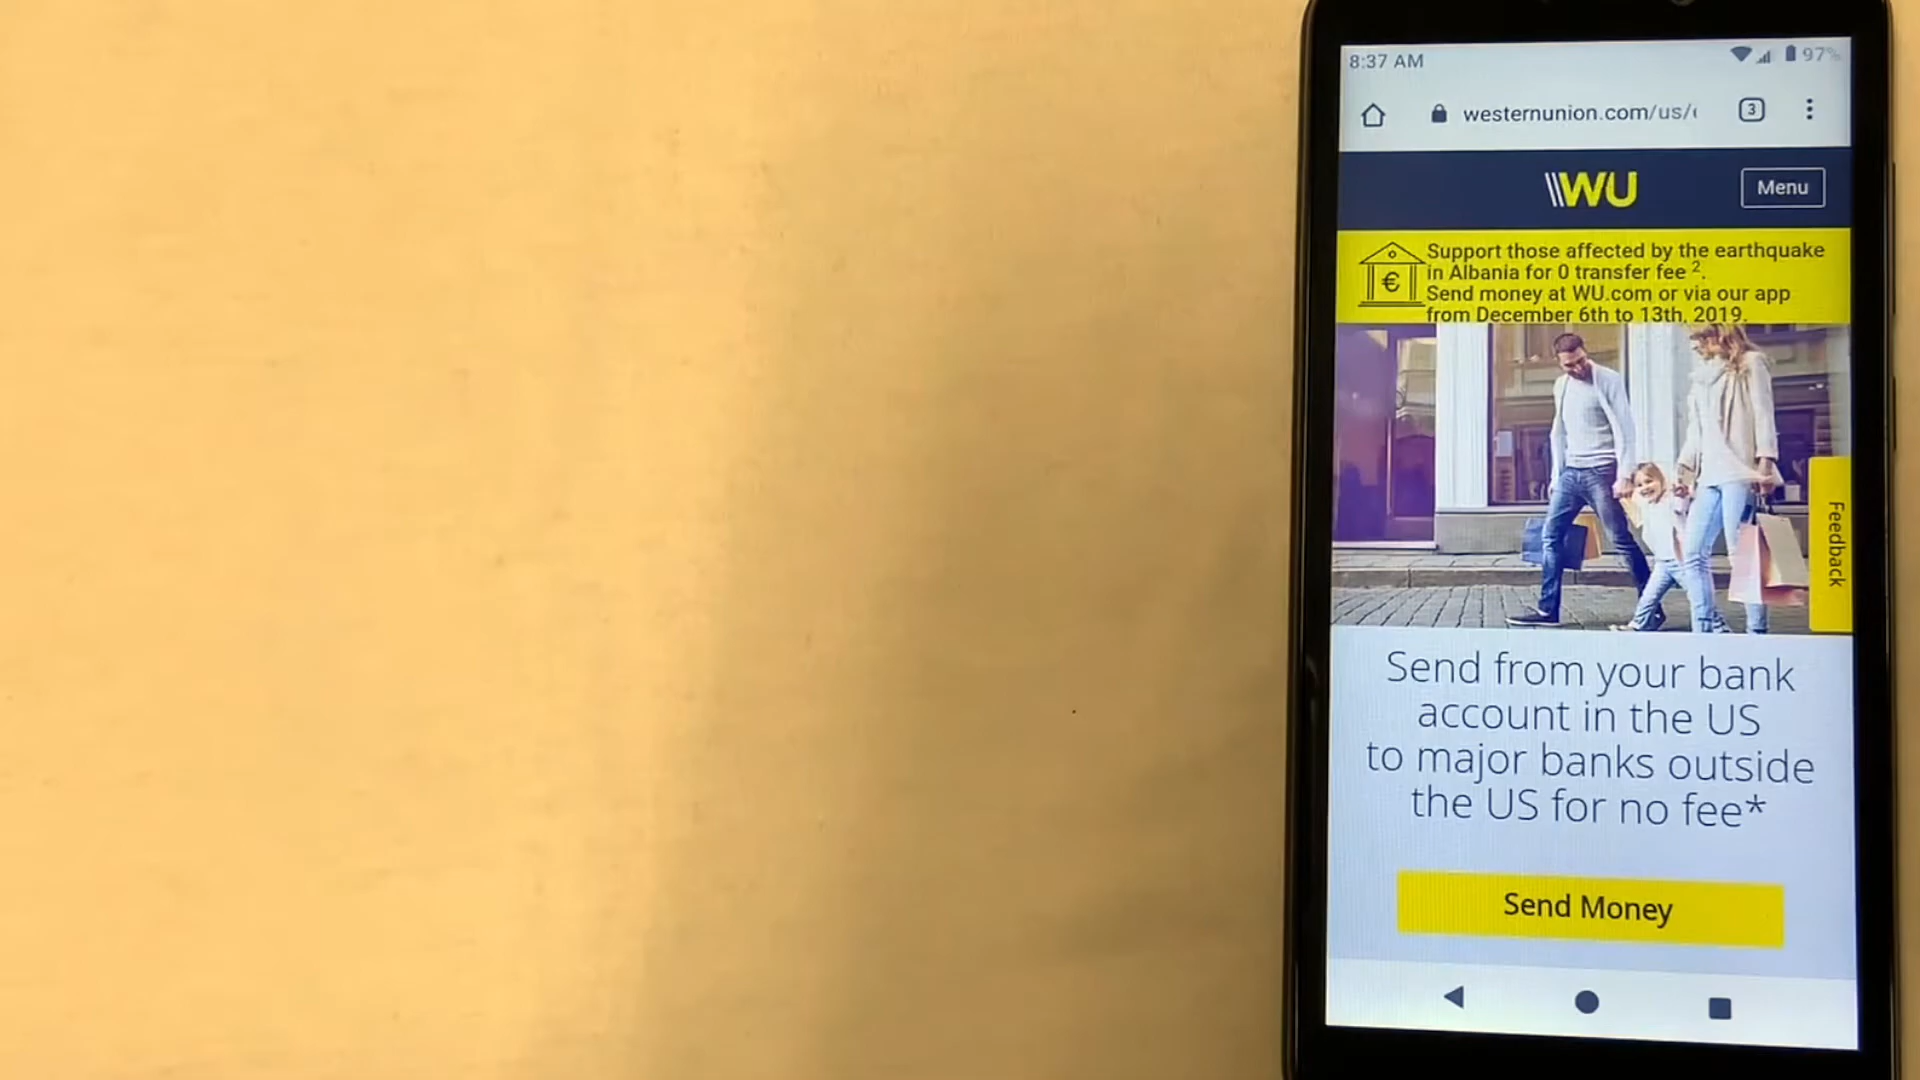 8:37 AM
97%
westernunion.com/us/
3
WU
Menu
Support those affected by the earthquake
in Albania for 0 transfer fee 2.
Send money at WU.com or via our app
from December 6th to 13th, 2019.
€
Feedback
Send from your bank
account in the US
to major banks outside
the US for no fee*
Send Money